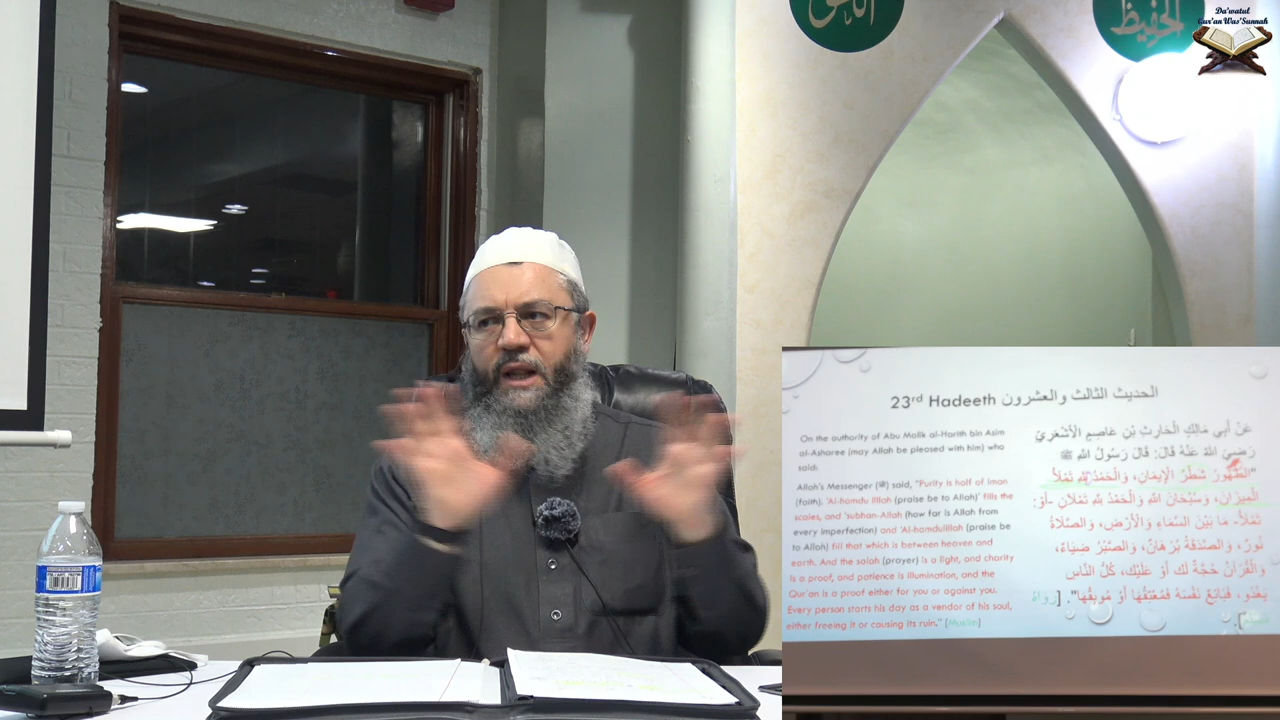 الحفيظ
Da'watul
Qur'an Was'Sunnah
23rd Hadeeth الحديث الثالث والعشرون
On the authority of Abu Malik al-Harith bin Asim
al-Asharee (may Allah be pleased with him) who
said:
Allah's Messenger (ﷺ) said, "Purity is half of iman
(faith). 'Al-hamdu lillah (praise be to Allah)' fills the
scales, and 'subhan-Allah (how far is Allah from
every imperfection) and 'Al-hamdulillah (praise be
to Allah) fill that which is between heaven and
earth. And the salah (prayer) is a light, and charity
is a proof, and patience is illumination, and the
Qur'an is a proof either for you or against you.
Every person starts his day as a vendor of his soul,
either freeing it or causing its ruin." [Muslim]
عَنْ أَبِي مَالِكٍ الْحَارِثِ بْنِ عَاصِمٍ الْأَشْعَرِيِّ
رَضِيَ اللهُ عَنْهُ قَالَ: قَالَ رَسُولُ اللهِ ﷺ
"الطُّهُورُ شَطْرُ الْإِيمَانِ، وَالْحَمْدُ لِلَّهِ تَمْلَأُ
الْمِيزَانَ، وَسُبْحَانَ اللهِ وَالْحَمْدُ لِلَّهِ تَمْلَآنِ -أَوْ:
تَمْلَأُ- مَا بَيْنَ السَّمَاءِ وَالْأَرْضِ، وَالصَّلَاةُ
نُورٌ، وَالصَّدَقَةُ بُرْهَانٌ، وَالصَّبْرُ ضِيَاءٌ،
وَالْقُرْآنُ حُجَّةٌ لَكَ أَوْ عَلَيْكَ، كُلُّ النَّاسِ
يَغْدُو، فَبَائِعٌ نَفْسَهُ فَمُعْتِقُهَا أَوْ مُوبِقُهَا". [رَوَاهُ
مسلم].